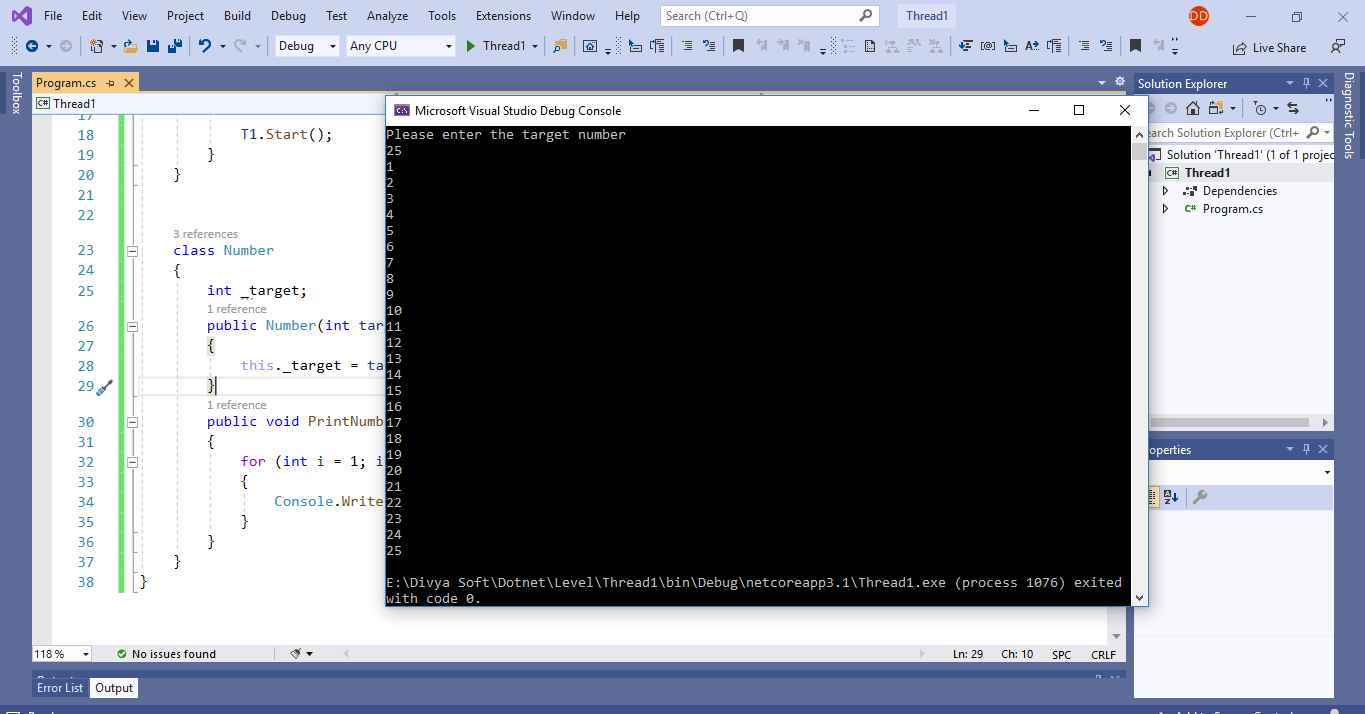 File Edit View Project Build Debug Test Analyze Tools Extensions Window Help Search (Ctrl+Q) Thread1 DD
Debug Any CPU Thread1 Live Share
Toolbox
Program.cs
C# Thread1
18 T1.Start();
19 }
20 }
21
22
3 references
23 class Number
24 {
25 int _target;
1 reference
26 public Number(int tar
27 {
28 this._target = ta
29 }
1 reference
30 public void PrintNumb
31 {
32 for (int i = 1; i
33 {
34 Console.Write
35 }
36 }
37 }
38 }
118 % No issues found Ln: 29 Ch: 10 SPC CRLF
Error List Output
C:\ Microsoft Visual Studio Debug Console
Please enter the target number
25
1
2
3
4
5
6
7
8
9
10
11
12
13
14
15
16
17
18
19
20
21
22
23
24
25
E:\Divya Soft\Dotnet\Level\Thread1\bin\Debug\netcoreapp3.1\Thread1.exe (process 1076) exited
with code 0.
Solution Explorer
earch Solution Explorer (Ctrl+
Solution 'Thread1' (1 of 1 projec
C# Thread1
Dependencies
C# Program.cs
operties
Diagnostic Tools